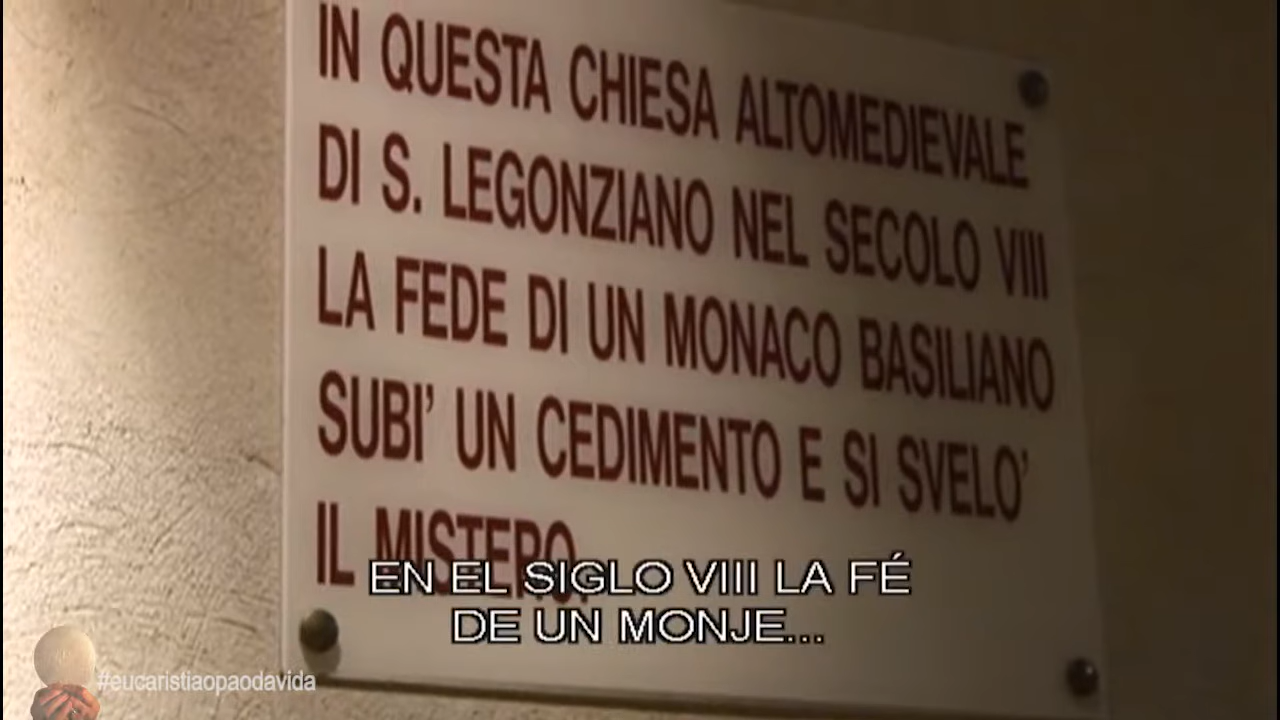 IN QUESTA CHIESA ALTOMEDIEVALE
DI S. LEGONZIANO NEL SECOLO VIII
LA FEDE DI UN MONACO BASILIANO
SUBI' UN CEDIMENTO E SI SVELO'
IL MISTERO.
EN EL SIGLO VIII LA FÉ
DE UN MONJE...
#eucaristiaopaodavida